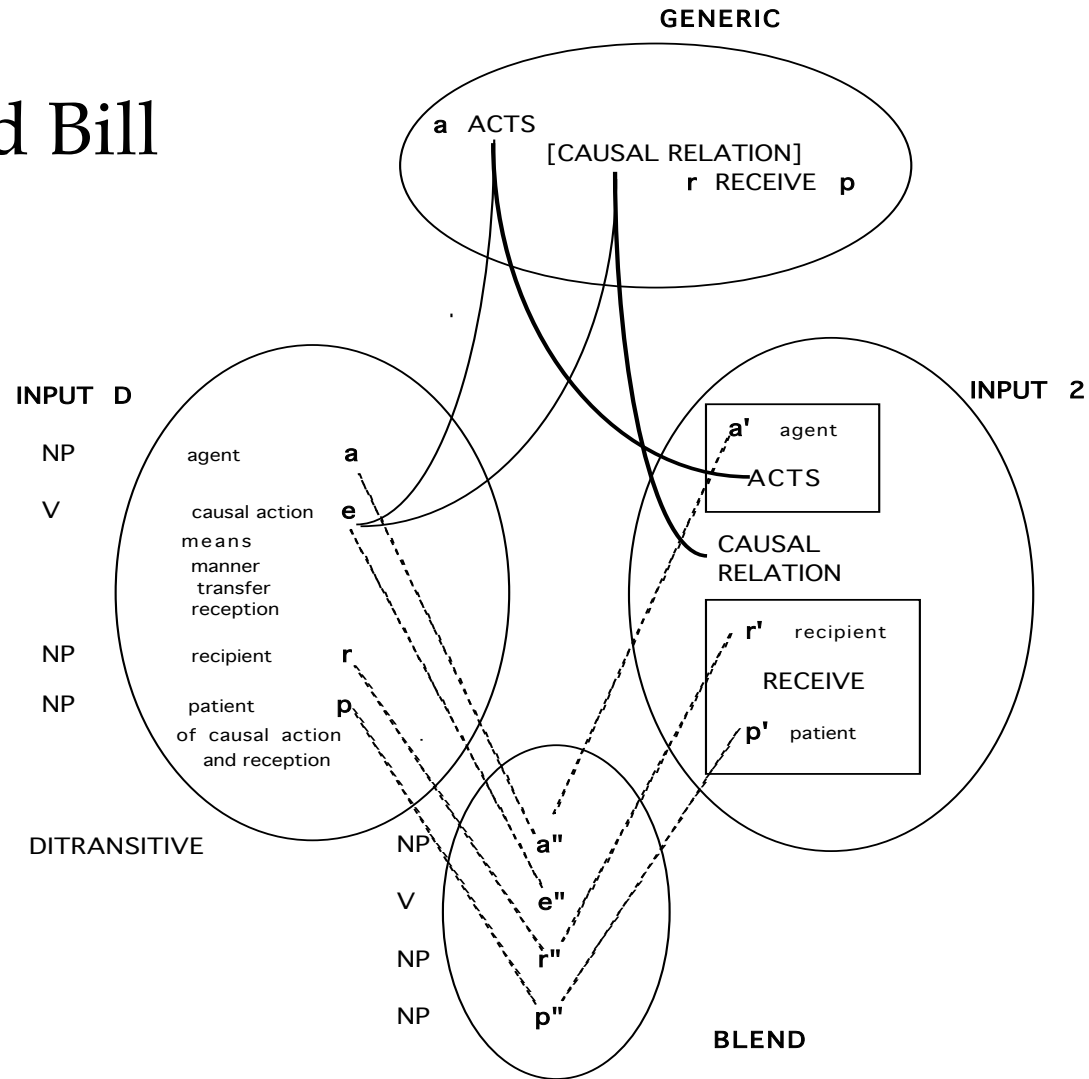 GENERIC
d Bill
a ACTS
[CAUSAL RELATION]
r RECEIVE p
INPUT D
NP agent a
V causal action e
means
manner
transfer
reception
NP recipient r
NP patient p
of causal action
and reception
DITRANSITIVE
INPUT 2
a' agent
ACTS
CAUSAL
RELATION
r' recipient
RECEIVE
p' patient
NP a"
V e"
NP r"
NP p"
BLEND